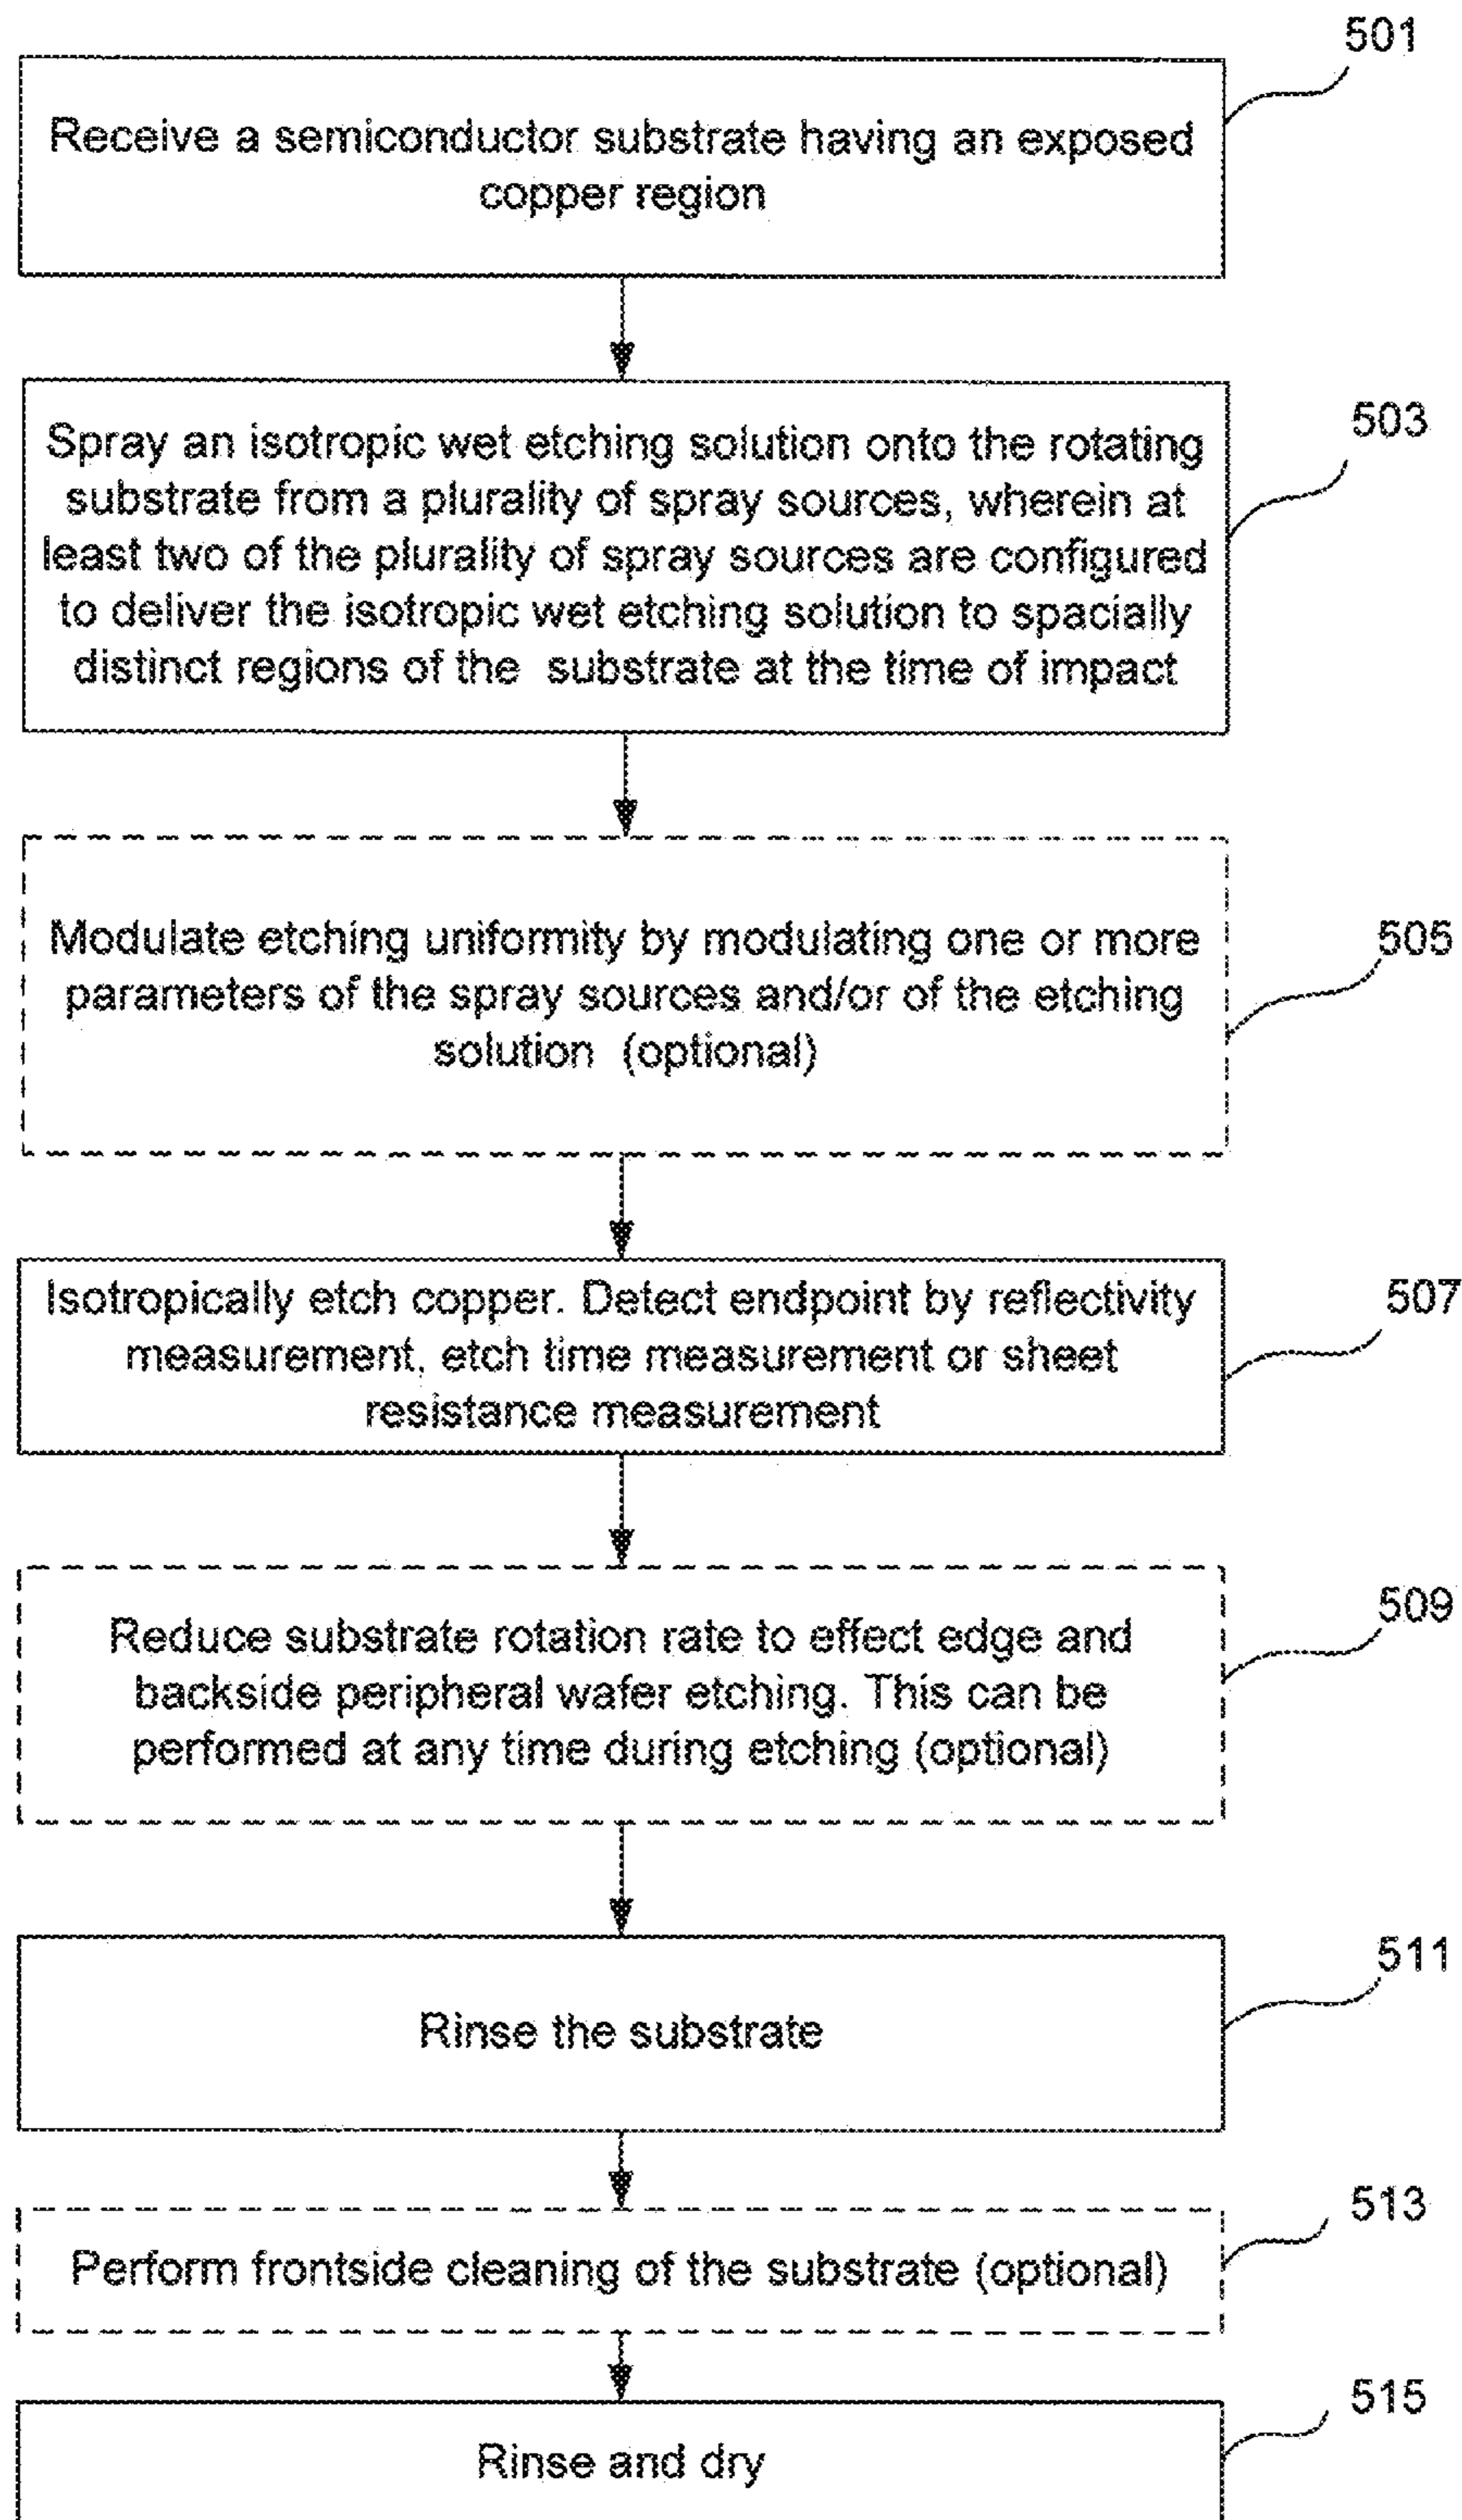 501
Receive a semiconductor substrate having an exposed
copper region
503
Spray an isotropic wet etching solution onto the rotating
substrate from a plurality of spray sources, wherein at
least two of the plurality of spray sources are configured
to deliver the isotropic wet etching solution to spacially
distinct regions of the substrate at the time of impact
505
Modulate etching uniformity by modulating one or more
parameters of the spray sources and/or of the etching
solution (optional)
507
Isotropically etch copper. Detect endpoint by reflectivity
measurement, etch time measurement or sheet
resistance measurement
509
Reduce substrate rotation rate to effect edge and
backside peripheral wafer etching. This can be
performed at any time during etching (optional)
511
Rinse the substrate
513
Perform frontside cleaning of the substrate (optional)
515
Rinse and dry